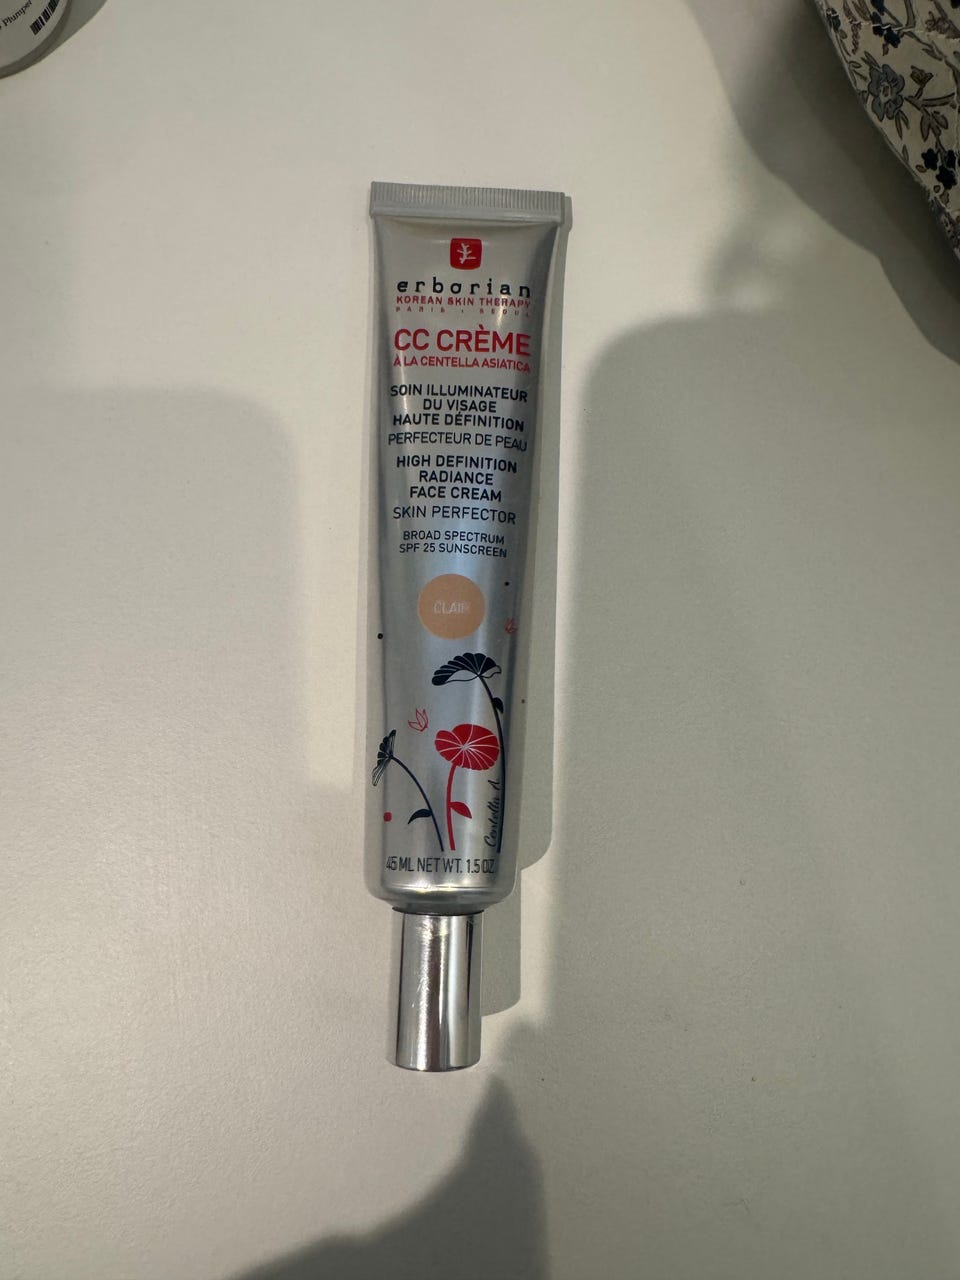 Plumper
erborian
KOREAN SKIN THERAPY
PARIS • SEOUL
CC CRÈME
À LA CENTELLA ASIATICA
SOIN ILLUMINATEUR
DU VISAGE
HAUTE DÉFINITION
PERFECTEUR DE PEAU
HIGH DEFINITION
RADIANCE
FACE CREAM
SKIN PERFECTOR
BROAD SPECTRUM
SPF 25 SUNSCREEN
CLAIR
Centella A.
45 ML NET WT. 1.5 OZ.